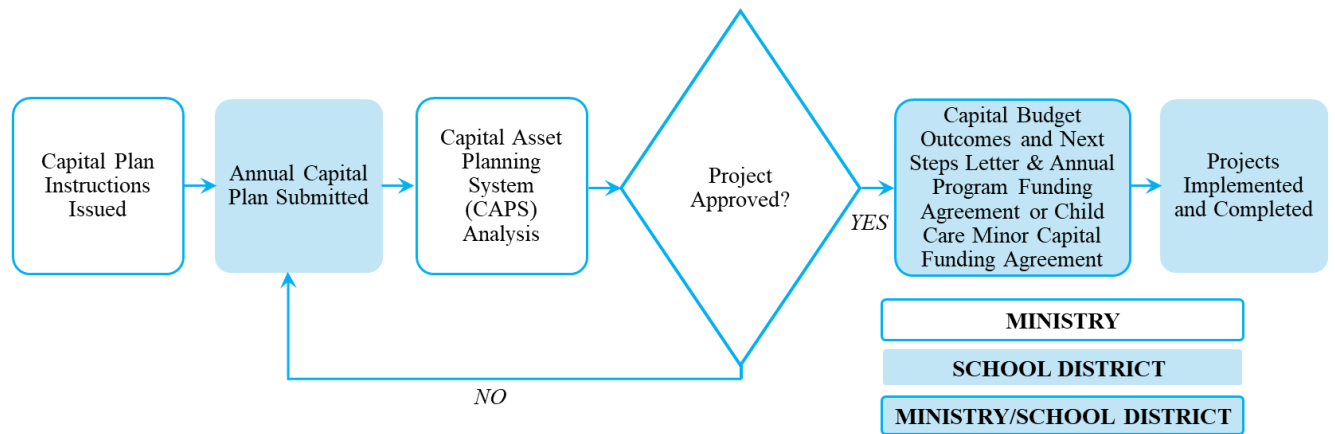 Capital Plan
Instructions
Issued
Annual Capital
Plan Submitted
Capital Asset
Planning
System
(CAPS)
Analysis
Project
Approved?
YES
NO
Capital Budget
Outcomes and Next
Steps Letter & Annual
Program Funding
Agreement or Child
Care Minor Capital
Funding Agreement
Projects
Implemented
and Completed
MINISTRY
SCHOOL DISTRICT
MINISTRY/SCHOOL DISTRICT